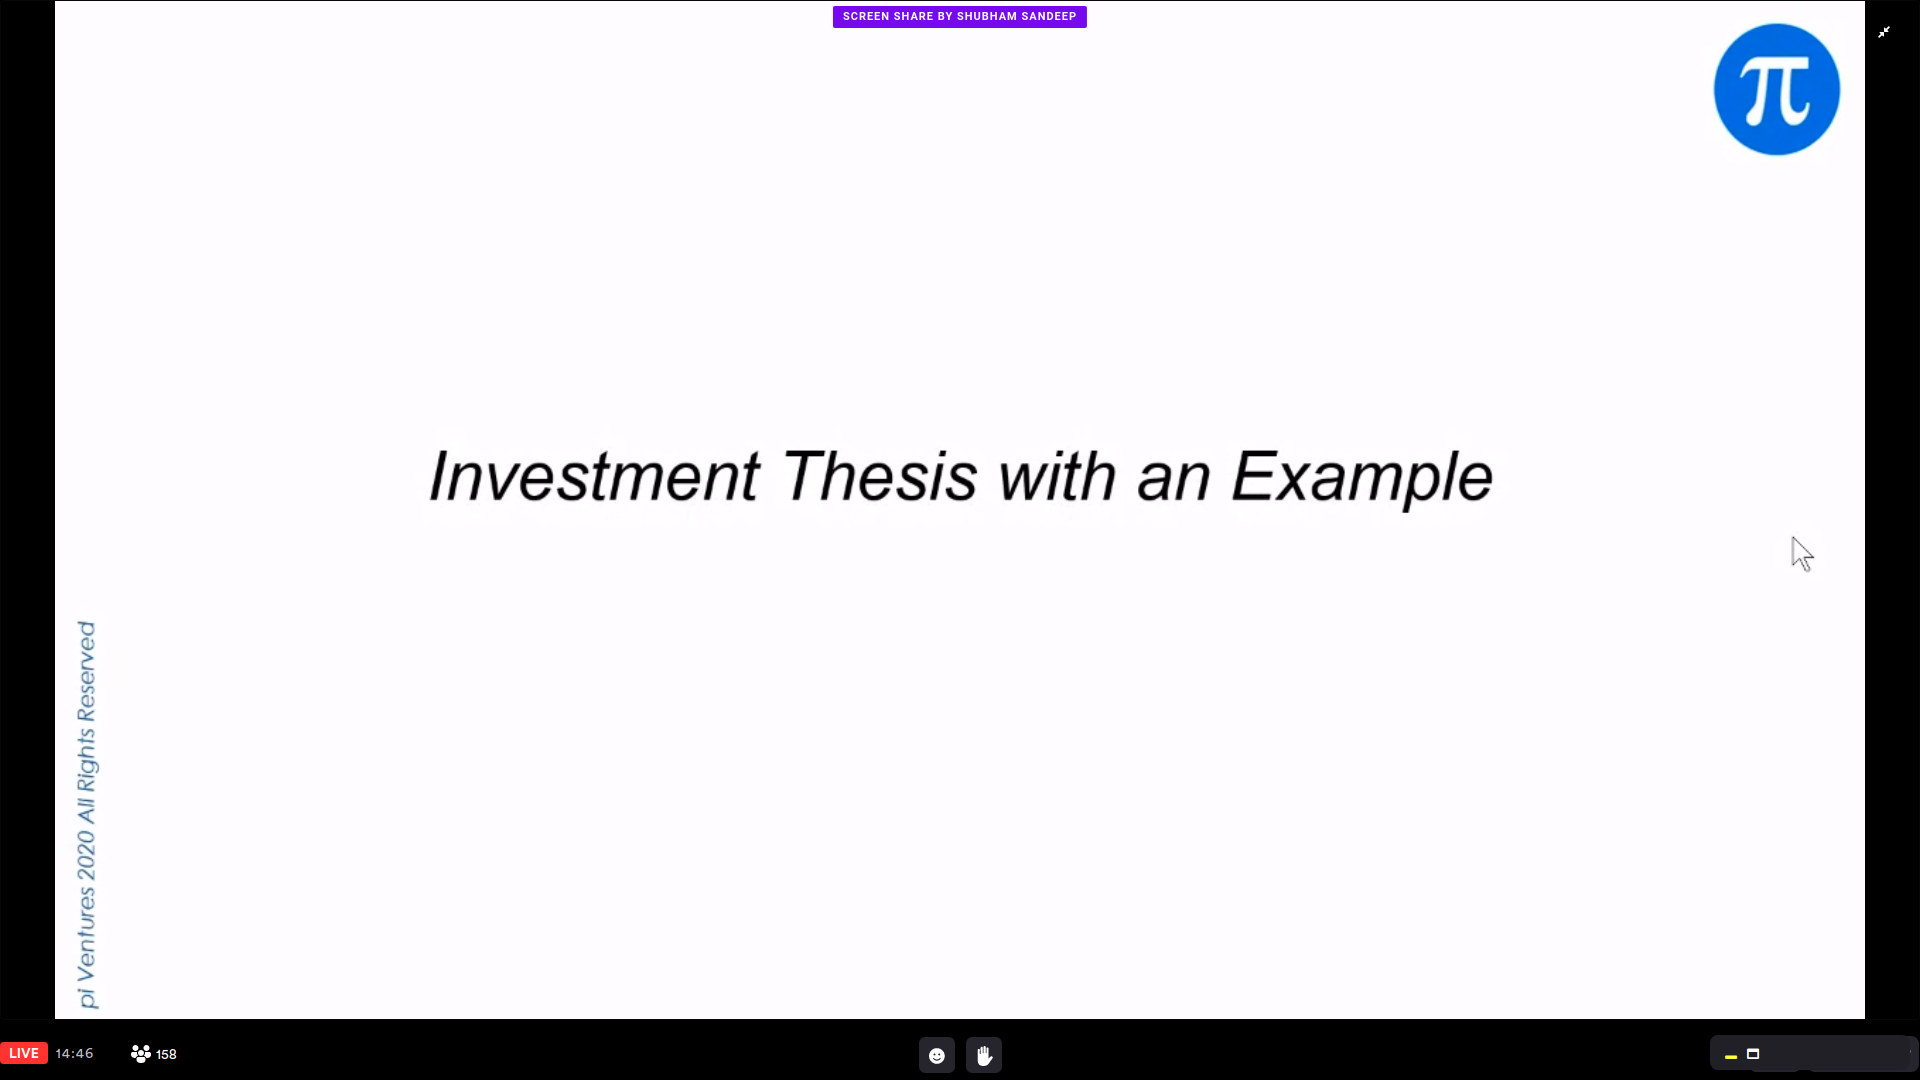 SCREEN SHARE BY SHUBHAM SANDEEP
π
Investment Thesis with an Example
pi Ventures 2020 All Rights Reserved
LIVE 14:46 158